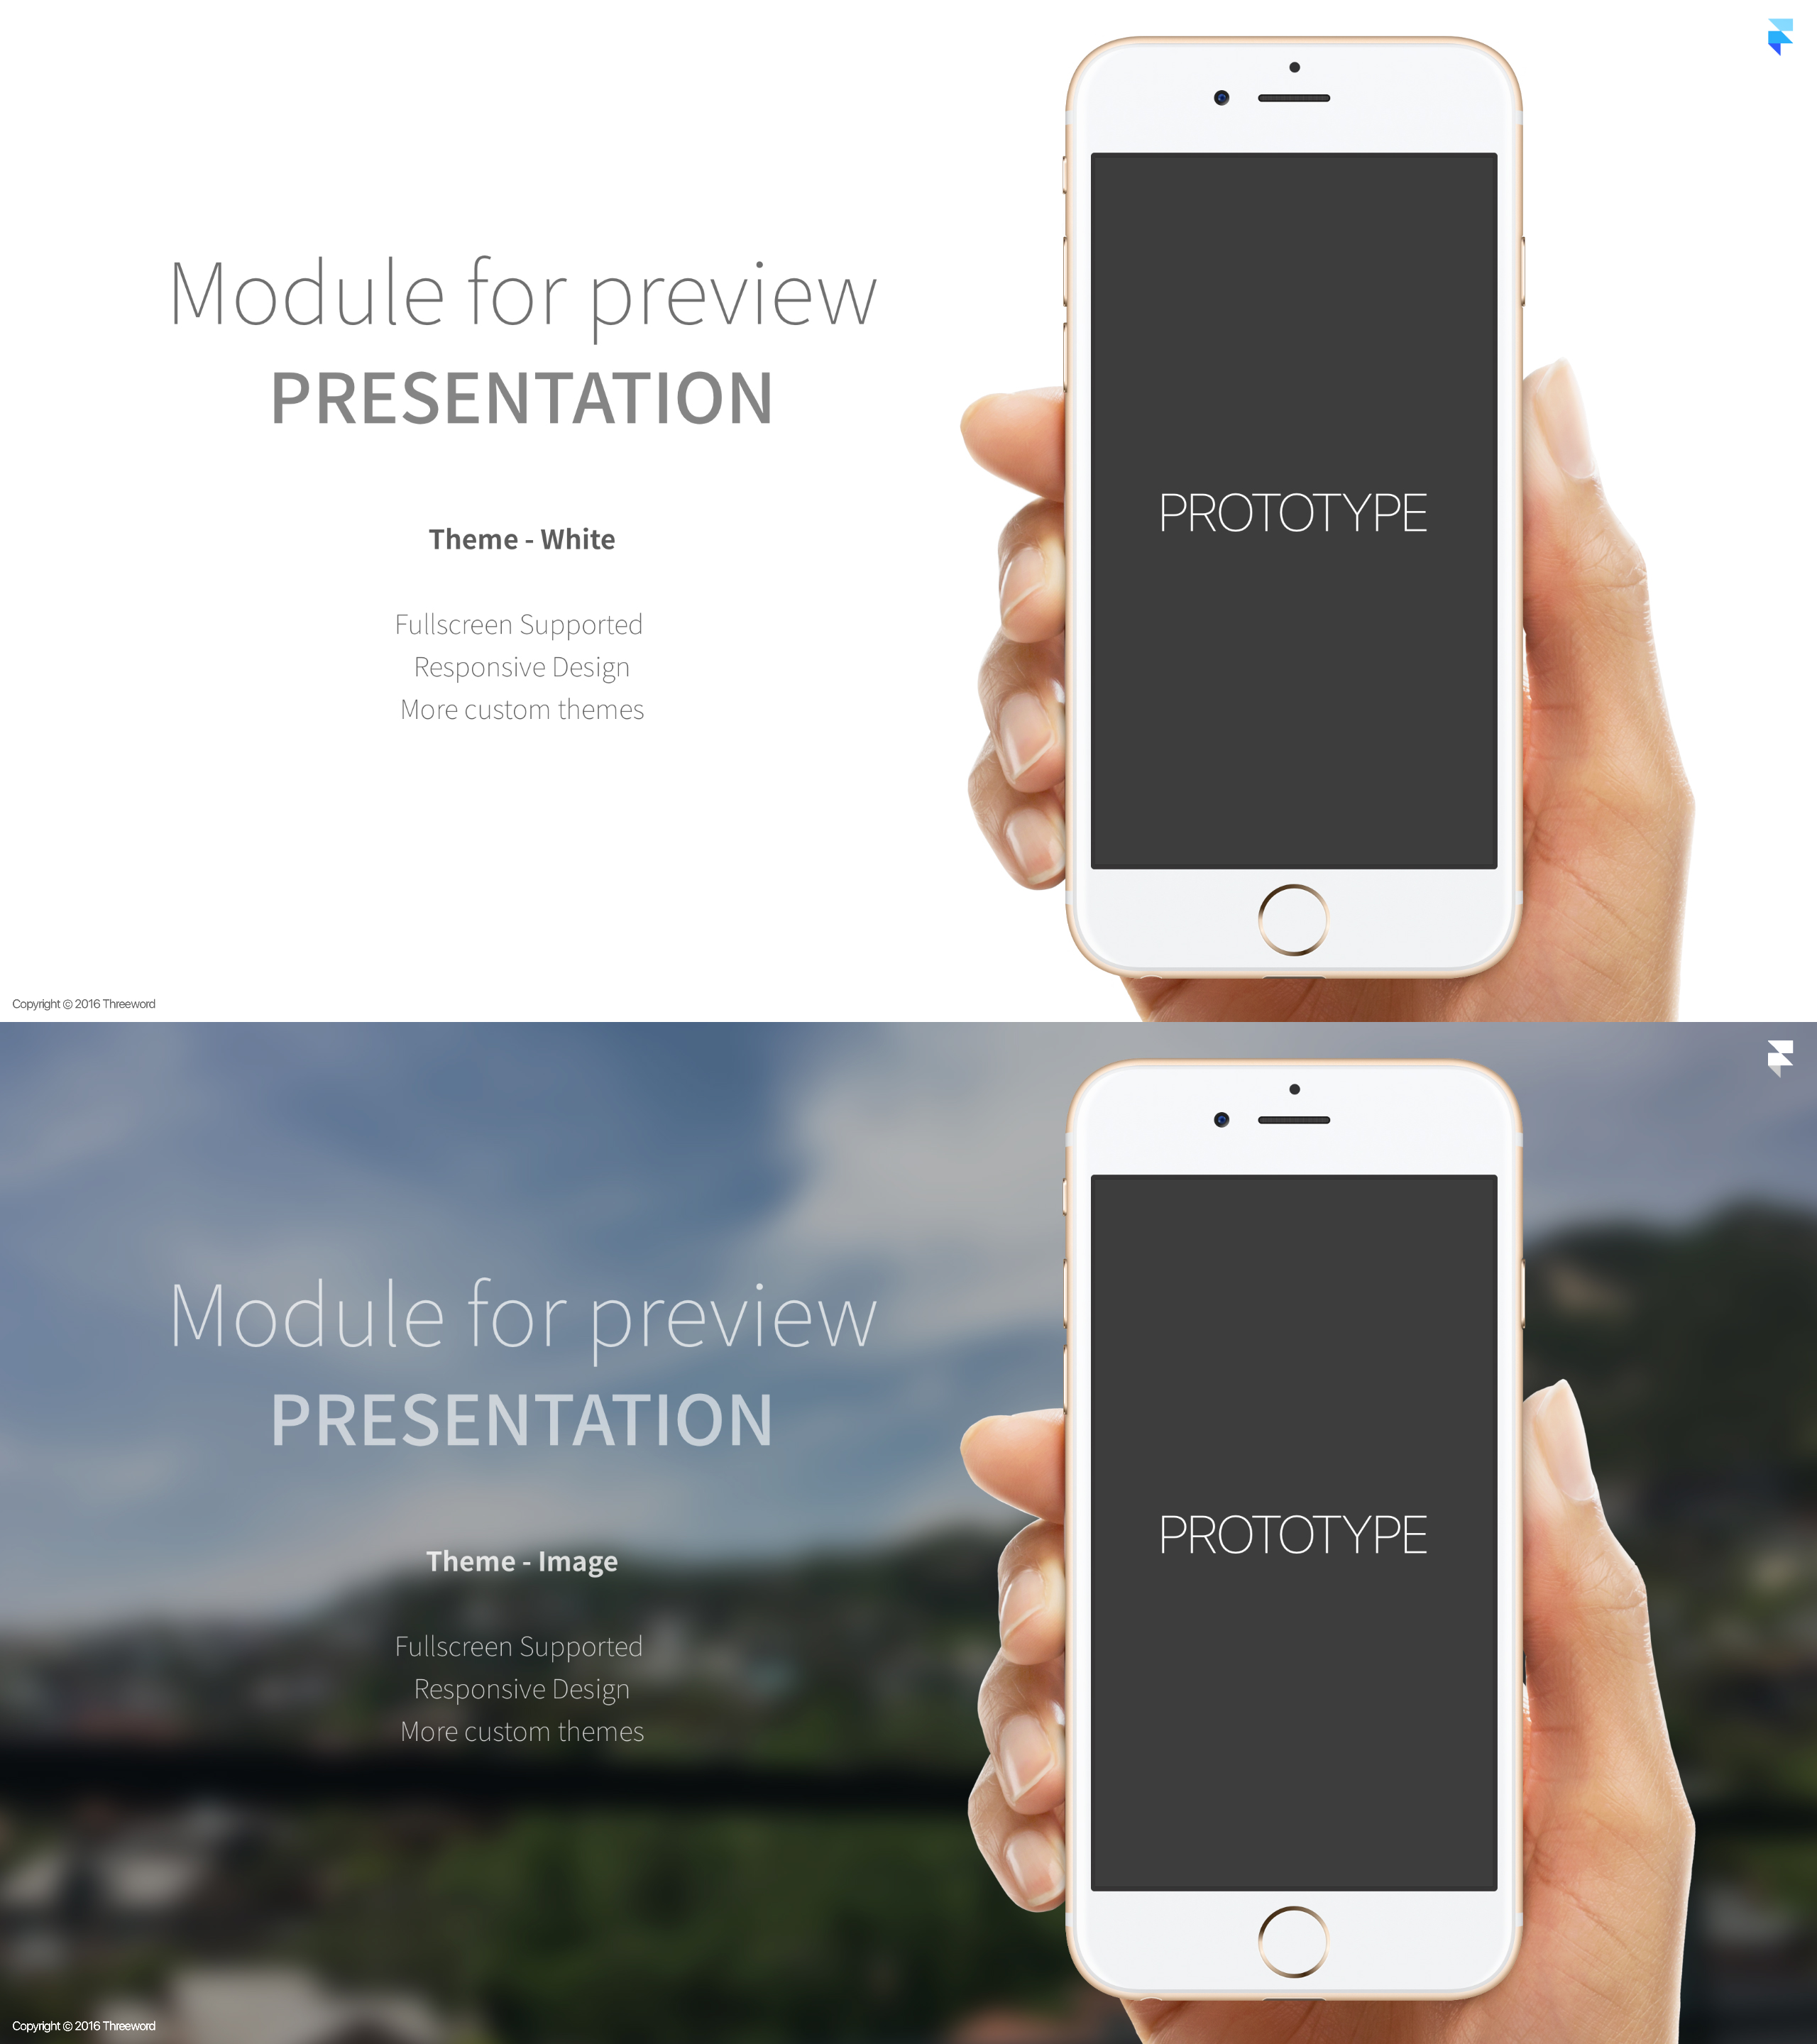 Module for preview
PRESENTATION
Theme - White
Fullscreen Supported
Responsive Design
More custom themes
PROTOTYPE
Copyright © 2016 Threeword
Module for preview
PRESENTATION
Theme - Image
Fullscreen Supported
Responsive Design
More custom themes
PROTOTYPE
Copyright © 2016 Threeword